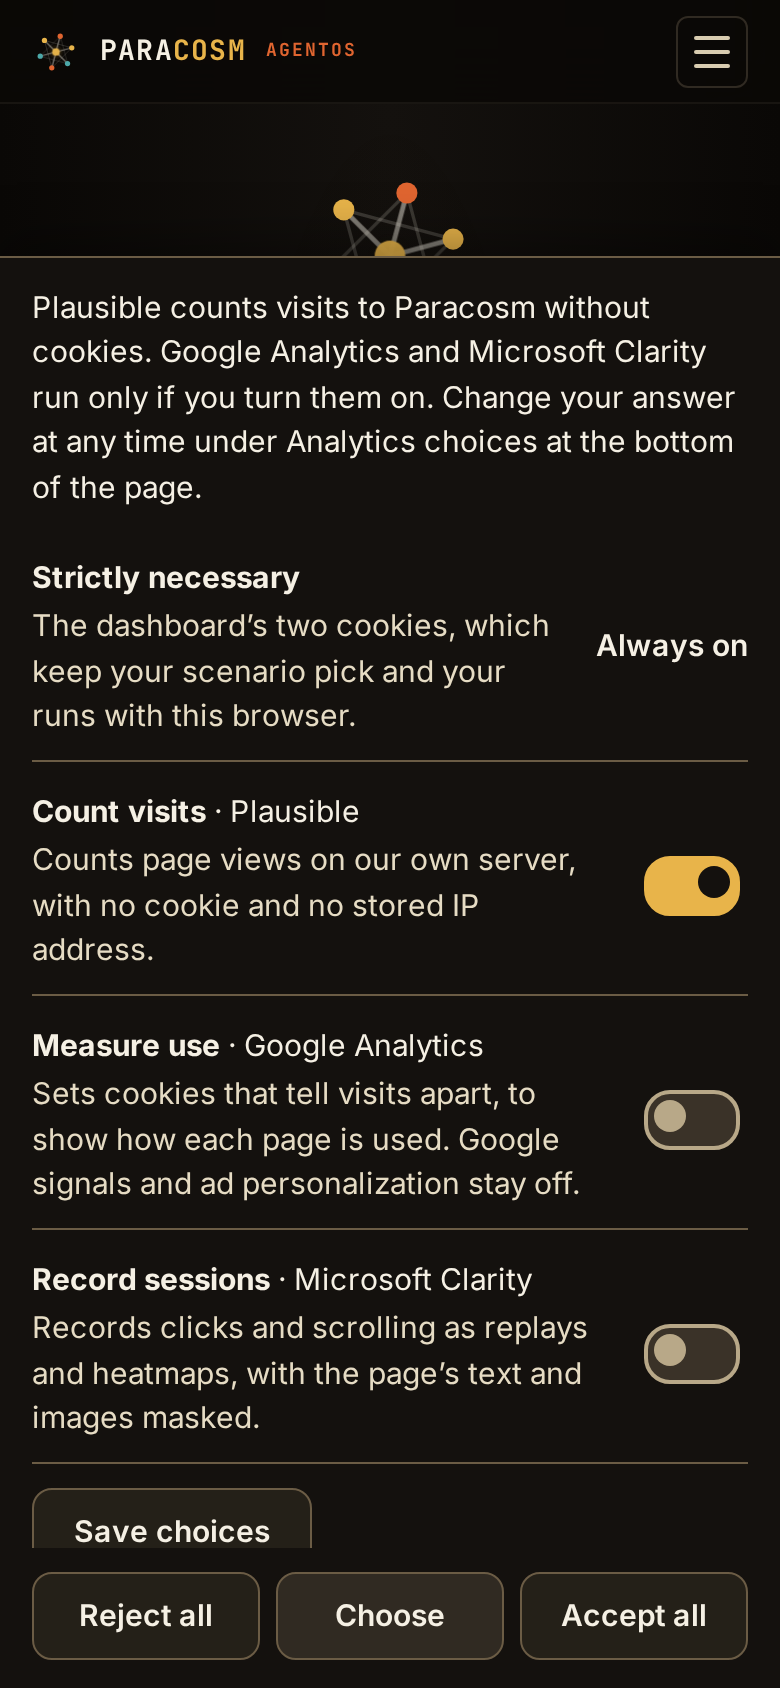 PARACOSM AGENTOS
Plausible counts visits to Paracosm without
cookies. Google Analytics and Microsoft Clarity
run only if you turn them on. Change your answer
at any time under Analytics choices at the bottom
of the page.
Strictly necessary
The dashboard’s two cookies, which
keep your scenario pick and your
runs with this browser.
Always on
Count visits · Plausible
Counts page views on our own server,
with no cookie and no stored IP
address.
Measure use · Google Analytics
Sets cookies that tell visits apart, to
show how each page is used. Google
signals and ad personalization stay off.
Record sessions · Microsoft Clarity
Records clicks and scrolling as replays
and heatmaps, with the page’s text and
images masked.
Save choices
Reject all Choose Accept all